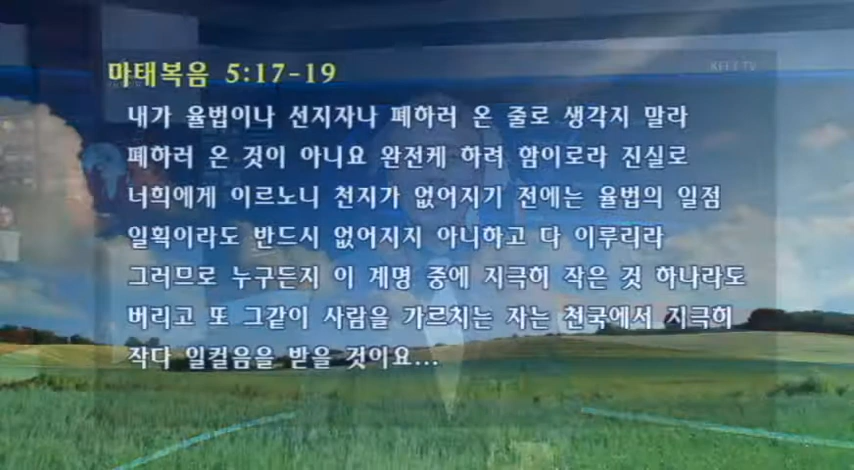 마태복음 5:17-19
내가 율법이나 선지자나 폐하러 온 줄로 생각지 말라
폐하러 온 것이 아니요 완전케 하려 함이로라 진실로
너희에게 이르노니 천지가 없어지기 전에는 율법의 일점
일획이라도 반드시 없어지지 아니하고 다 이루리라
그러므로 누구든지 이 계명 중에 지극히 작은 것 하나라도
버리고 또 그같이 사람을 가르치는 자는 천국에서 지극히
작다 일컬음을 받을 것이요...